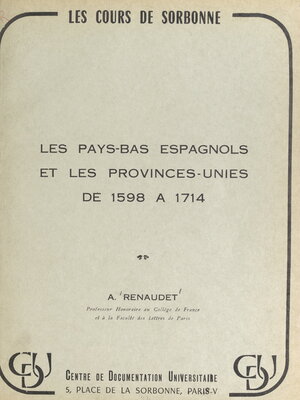 LES COURS DE SORBONNE
LES PAYS-BAS ESPAGNOLS
ET LES PROVINCES-UNIES
DE 1598 A 1714
A. RENAUDET
Professeur Honoraire au Collège de France
et à la Faculté des Lettres de Paris
CDU
CDU
CENTRE DE DOCUMENTATION UNIVERSITAIRE
5, PLACE DE LA SORBONNE, PARIS-V